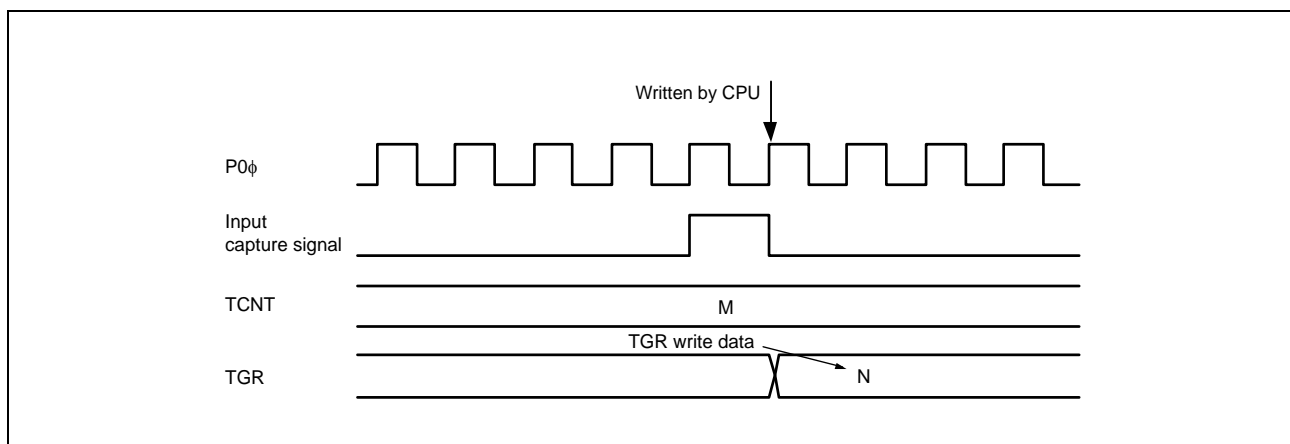 Written by CPU
P0ϕ
Input
capture signal
TCNT
M
TGR write data
TGR
N